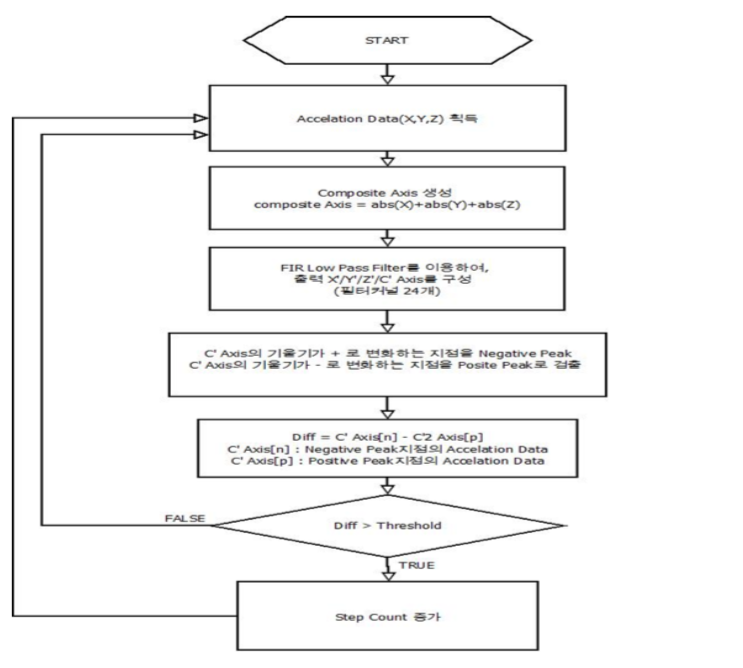 START
Accelation Data(X,Y,Z) 획득
Composite Axis 생성
composite Axis = abs(X)+abs(Y)+abs(Z)
FIR Low Pass Filter를 이용하여,
출력 X'/Y'/Z'/C' Axis를 구성
(필터커널 24개)
C' Axis의 기울기가 + 로 변화하는 지점을 Negative Peak
C' Axis의 기울기가 - 로 변화하는 지점을 Posite Peak로 검출
Diff = C' Axis[n] - C'2 Axis[p]
C' Axis[n] : Negative Peak지점의 Accelation Data
C' Axis[p] : Positive Peak지점의 Accelation Data
FALSE
Diff > Threshold
TRUE
Step Count 증가